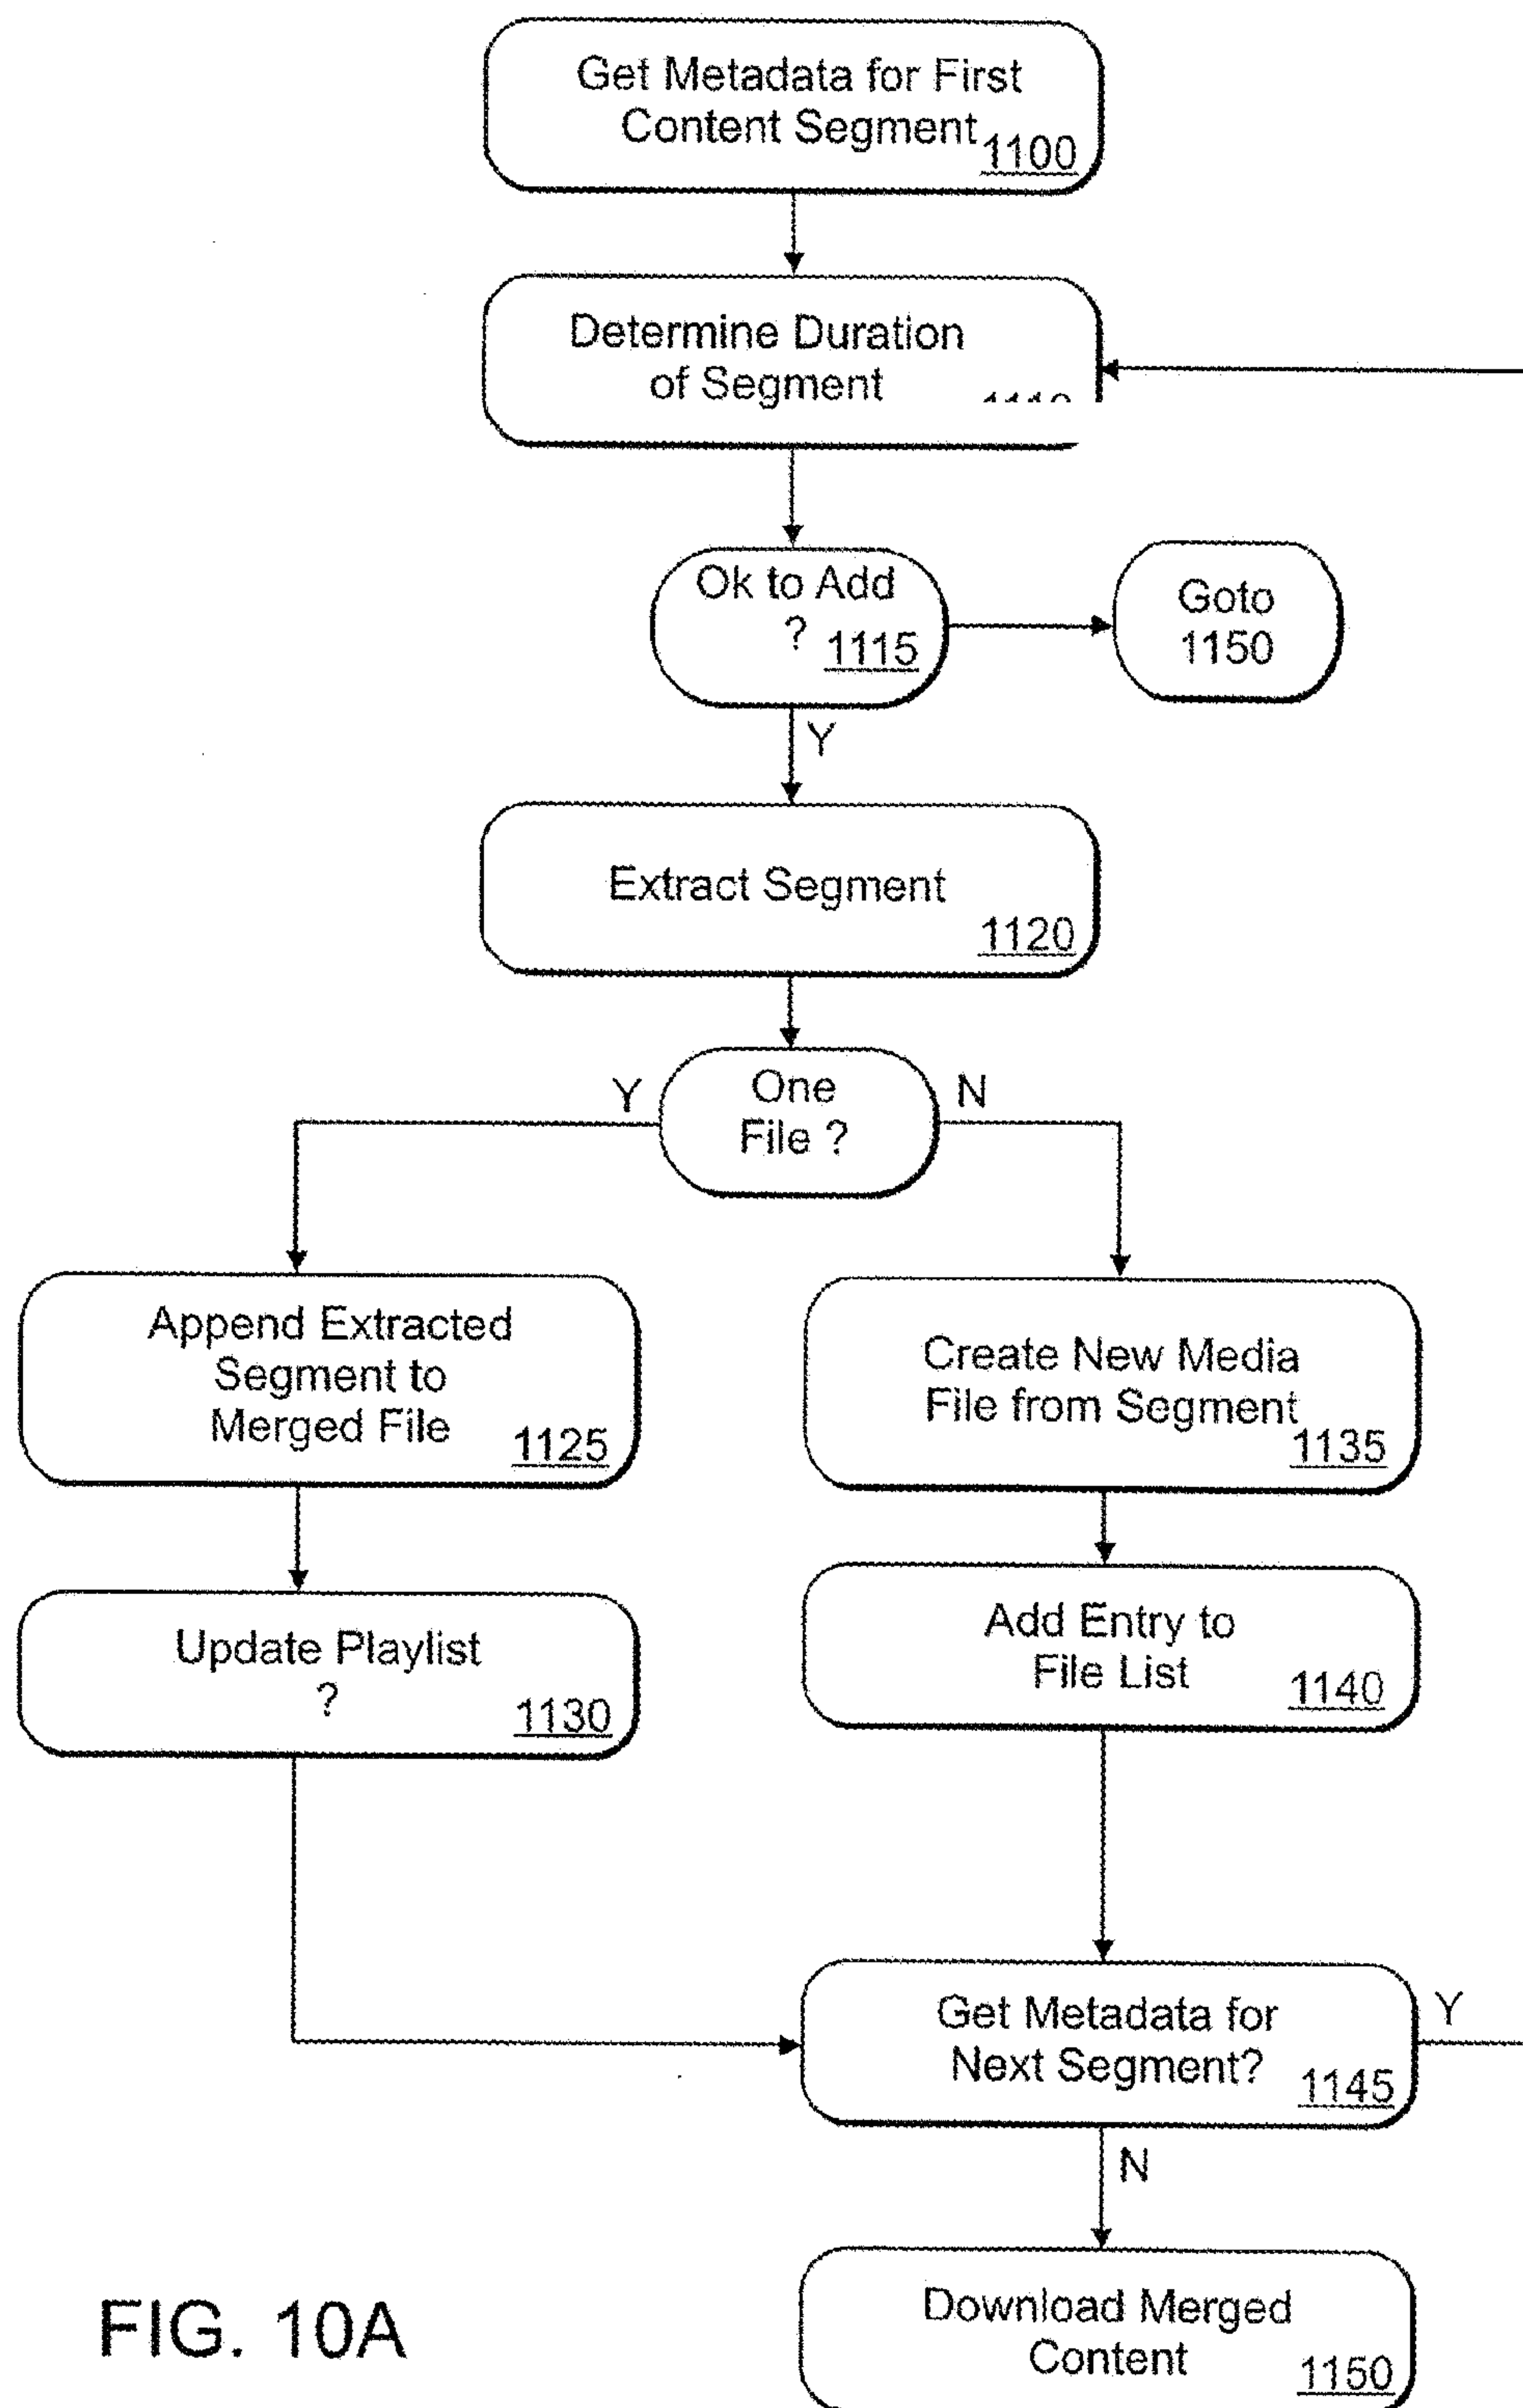 Get Metadata for First
Content Segment
1100
Determine Duration
of Segment
Ok to Add
?
1115
Goto
1150
Y
Extract Segment
1120
One
File ?
Y
N
Append Extracted
Segment to
Merged File
1125
Create New Media
File from Segment
1135
Update Playlist
?
1130
Add Entry to
File List
1140
Get Metadata for
Next Segment?
1145
Y
N
Download Merged
Content
1150
FIG. 10A